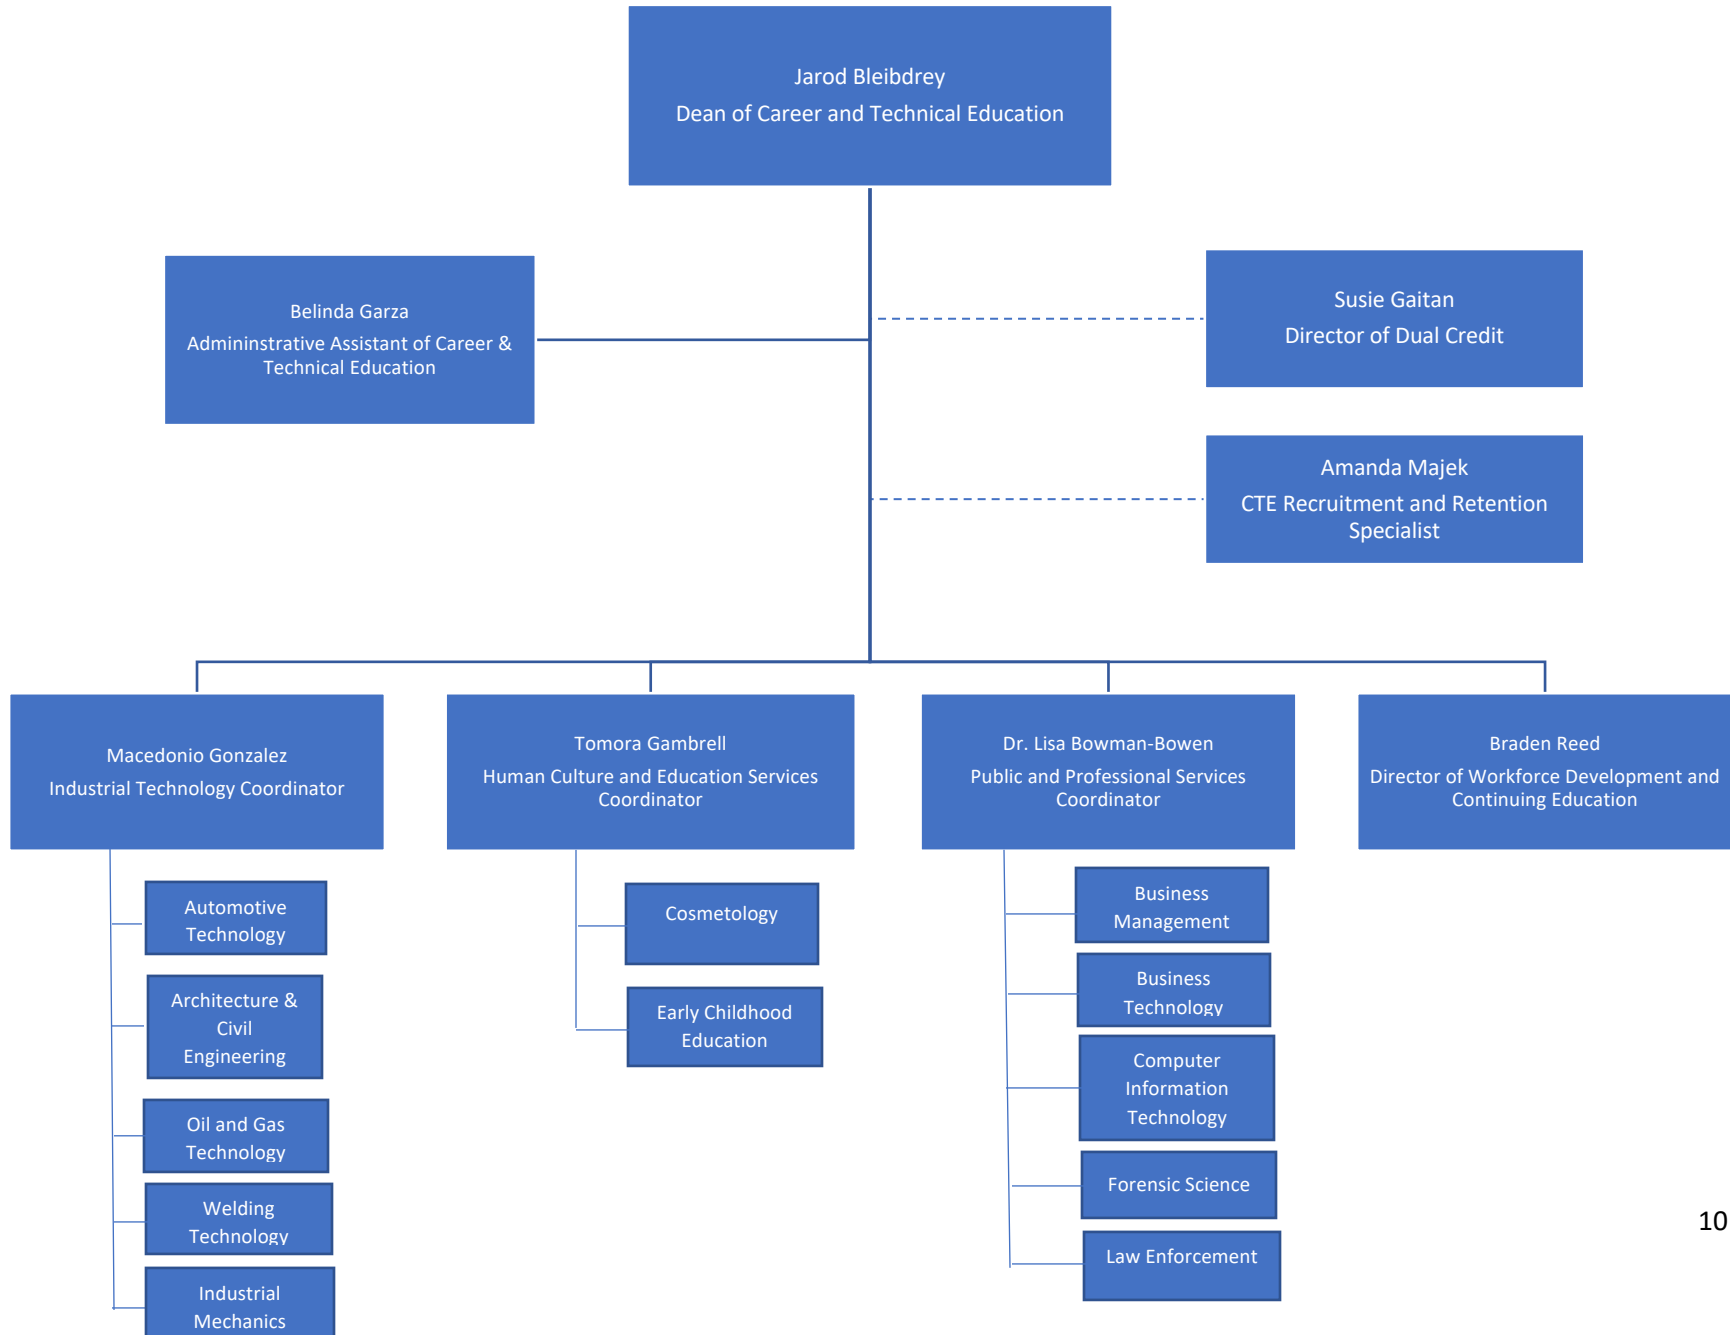 Jarod Bleibdrey
Dean of Career and Technical Education
Belinda Garza
Admininstrative Assistant of Career &
Technical Education
Susie Gaitan
Director of Dual Credit
Amanda Majek
CTE Recruitment and Retention
Specialist
Macedonio Gonzalez
Industrial Technology Coordinator
Tomora Gambrell
Human Culture and Education Services
Coordinator
Dr. Lisa Bowman-Bowen
Public and Professional Services
Coordinator
Braden Reed
Director of Workforce Development and
Continuing Education
Automotive
Technology
Architecture &
Civil
Engineering
Oil and Gas
Technology
Welding
Technology
Industrial
Mechanics
Cosmetology
Early Childhood
Education
Business
Management
Business
Technology
Computer
Information
Technology
Forensic Science
Law Enforcement
10